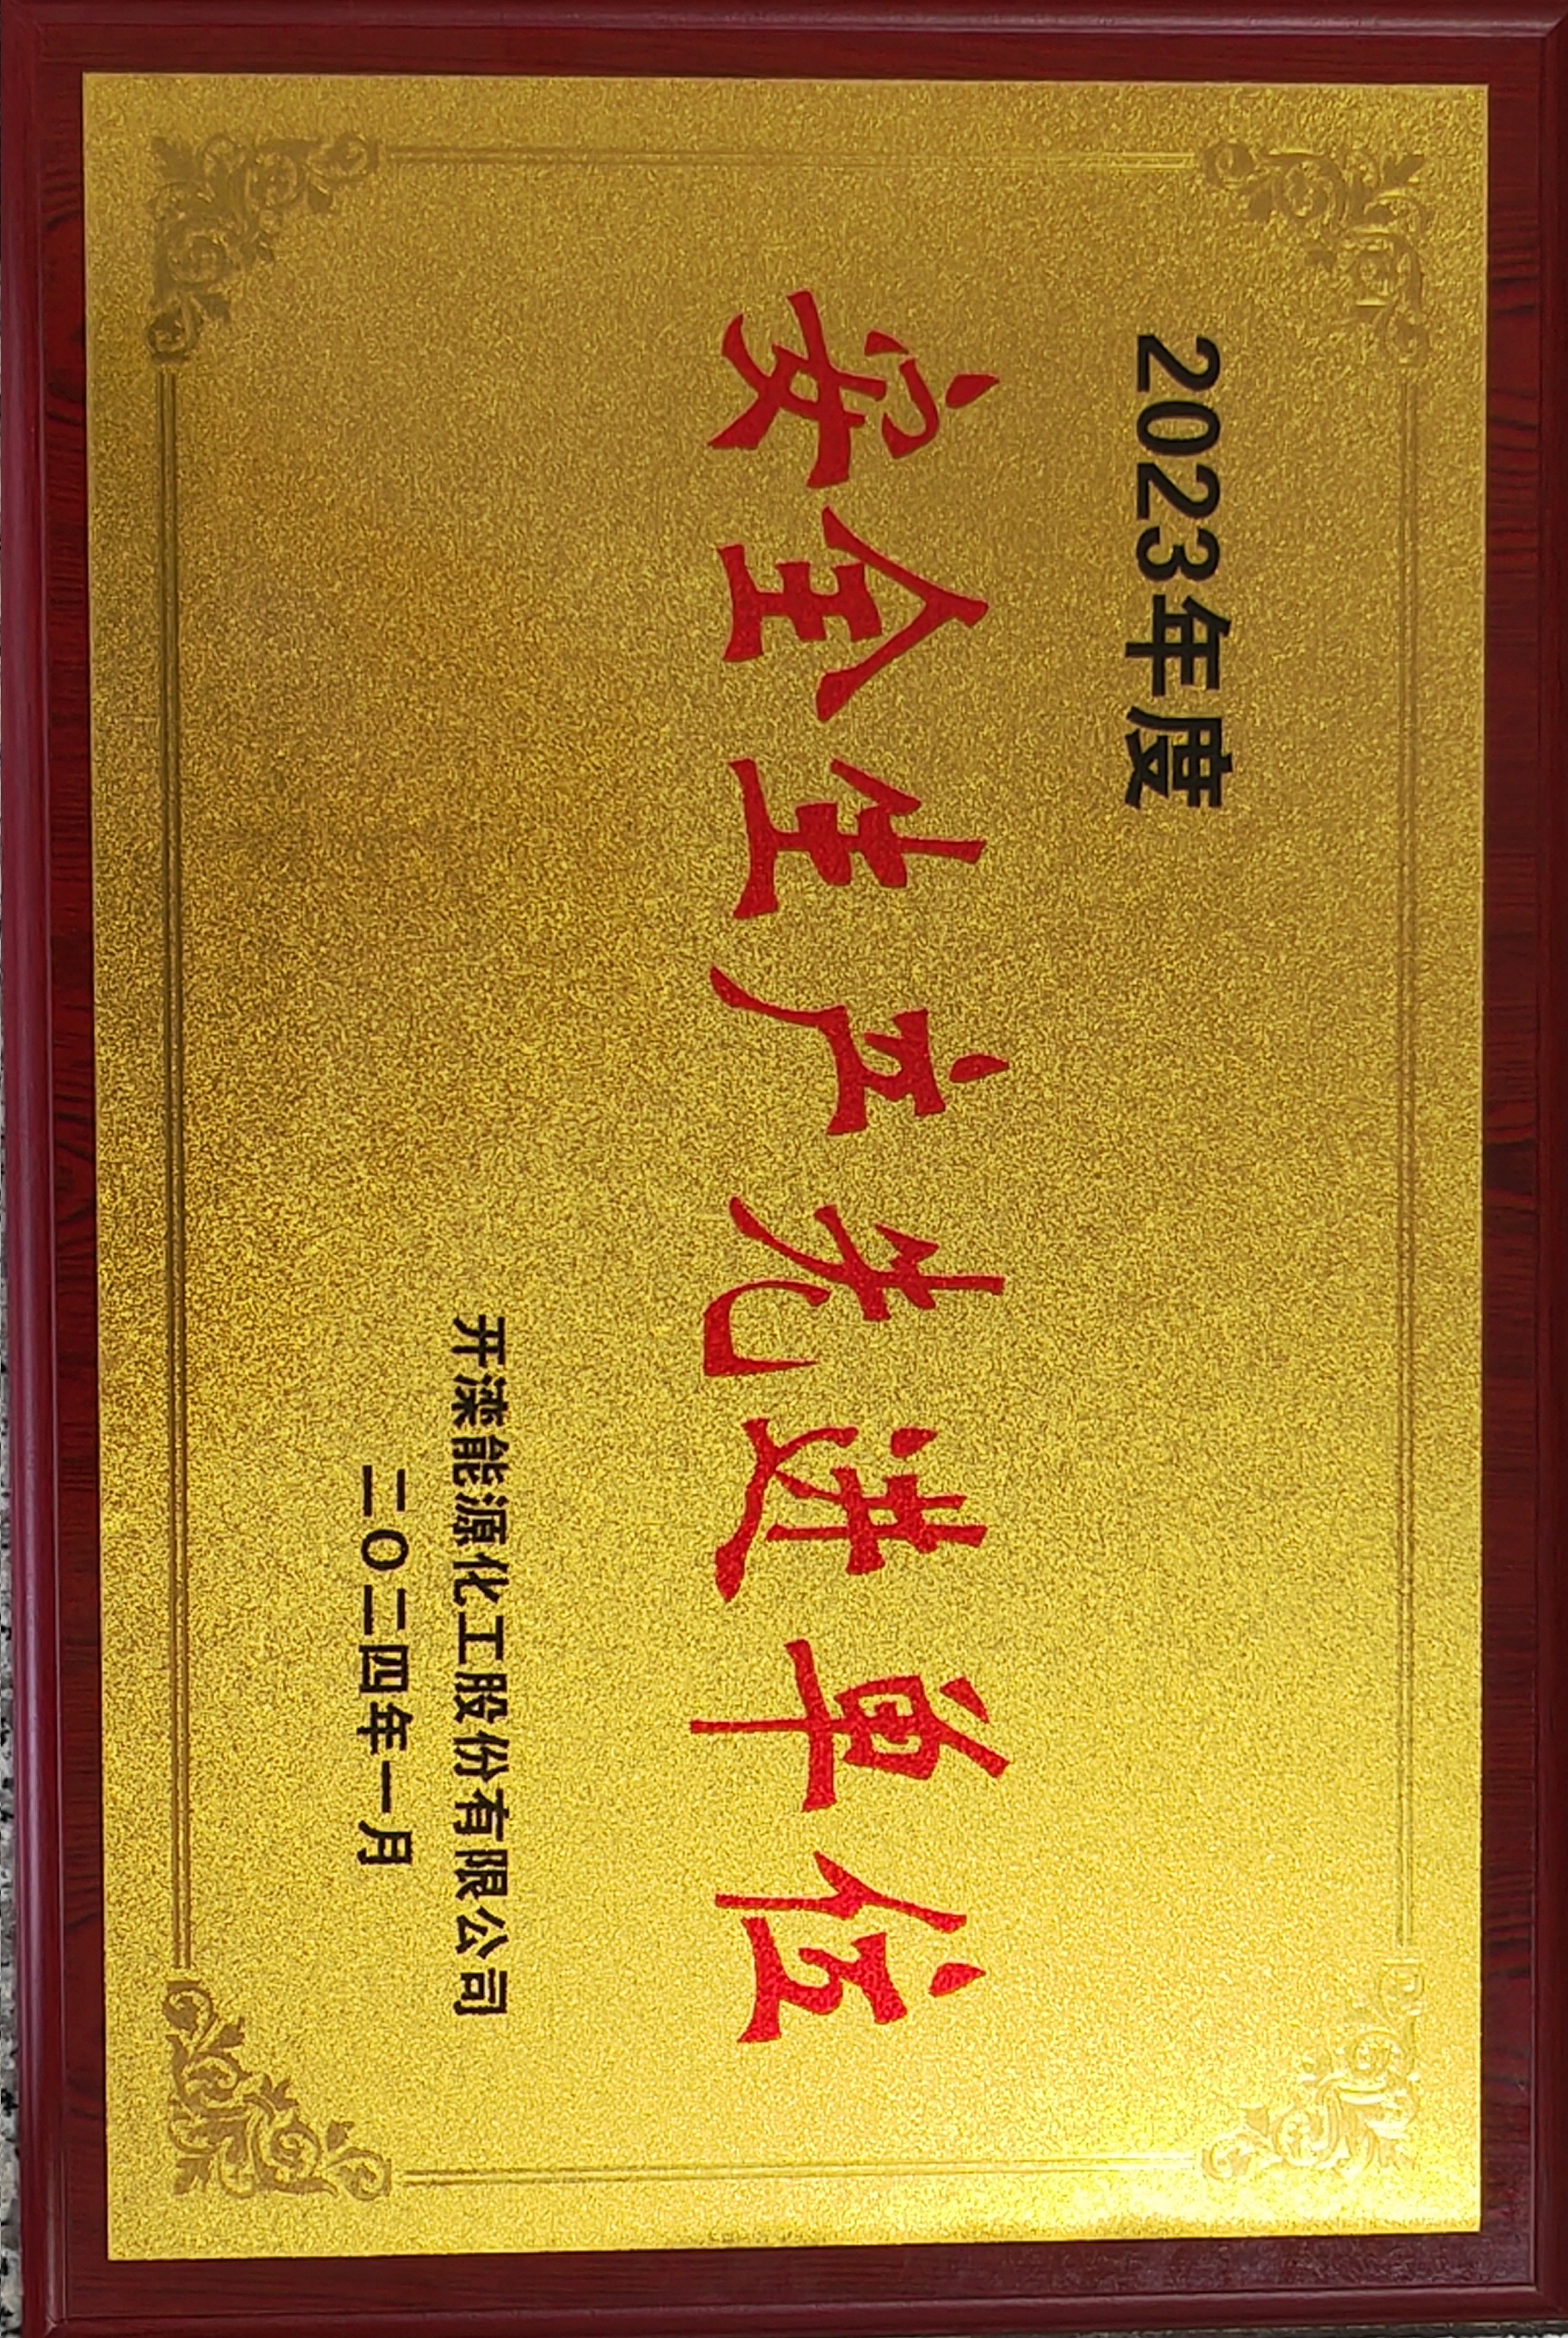 2023年度
安全生产先进单位
开滦能源化工股份有限公司
二〇二四年一月